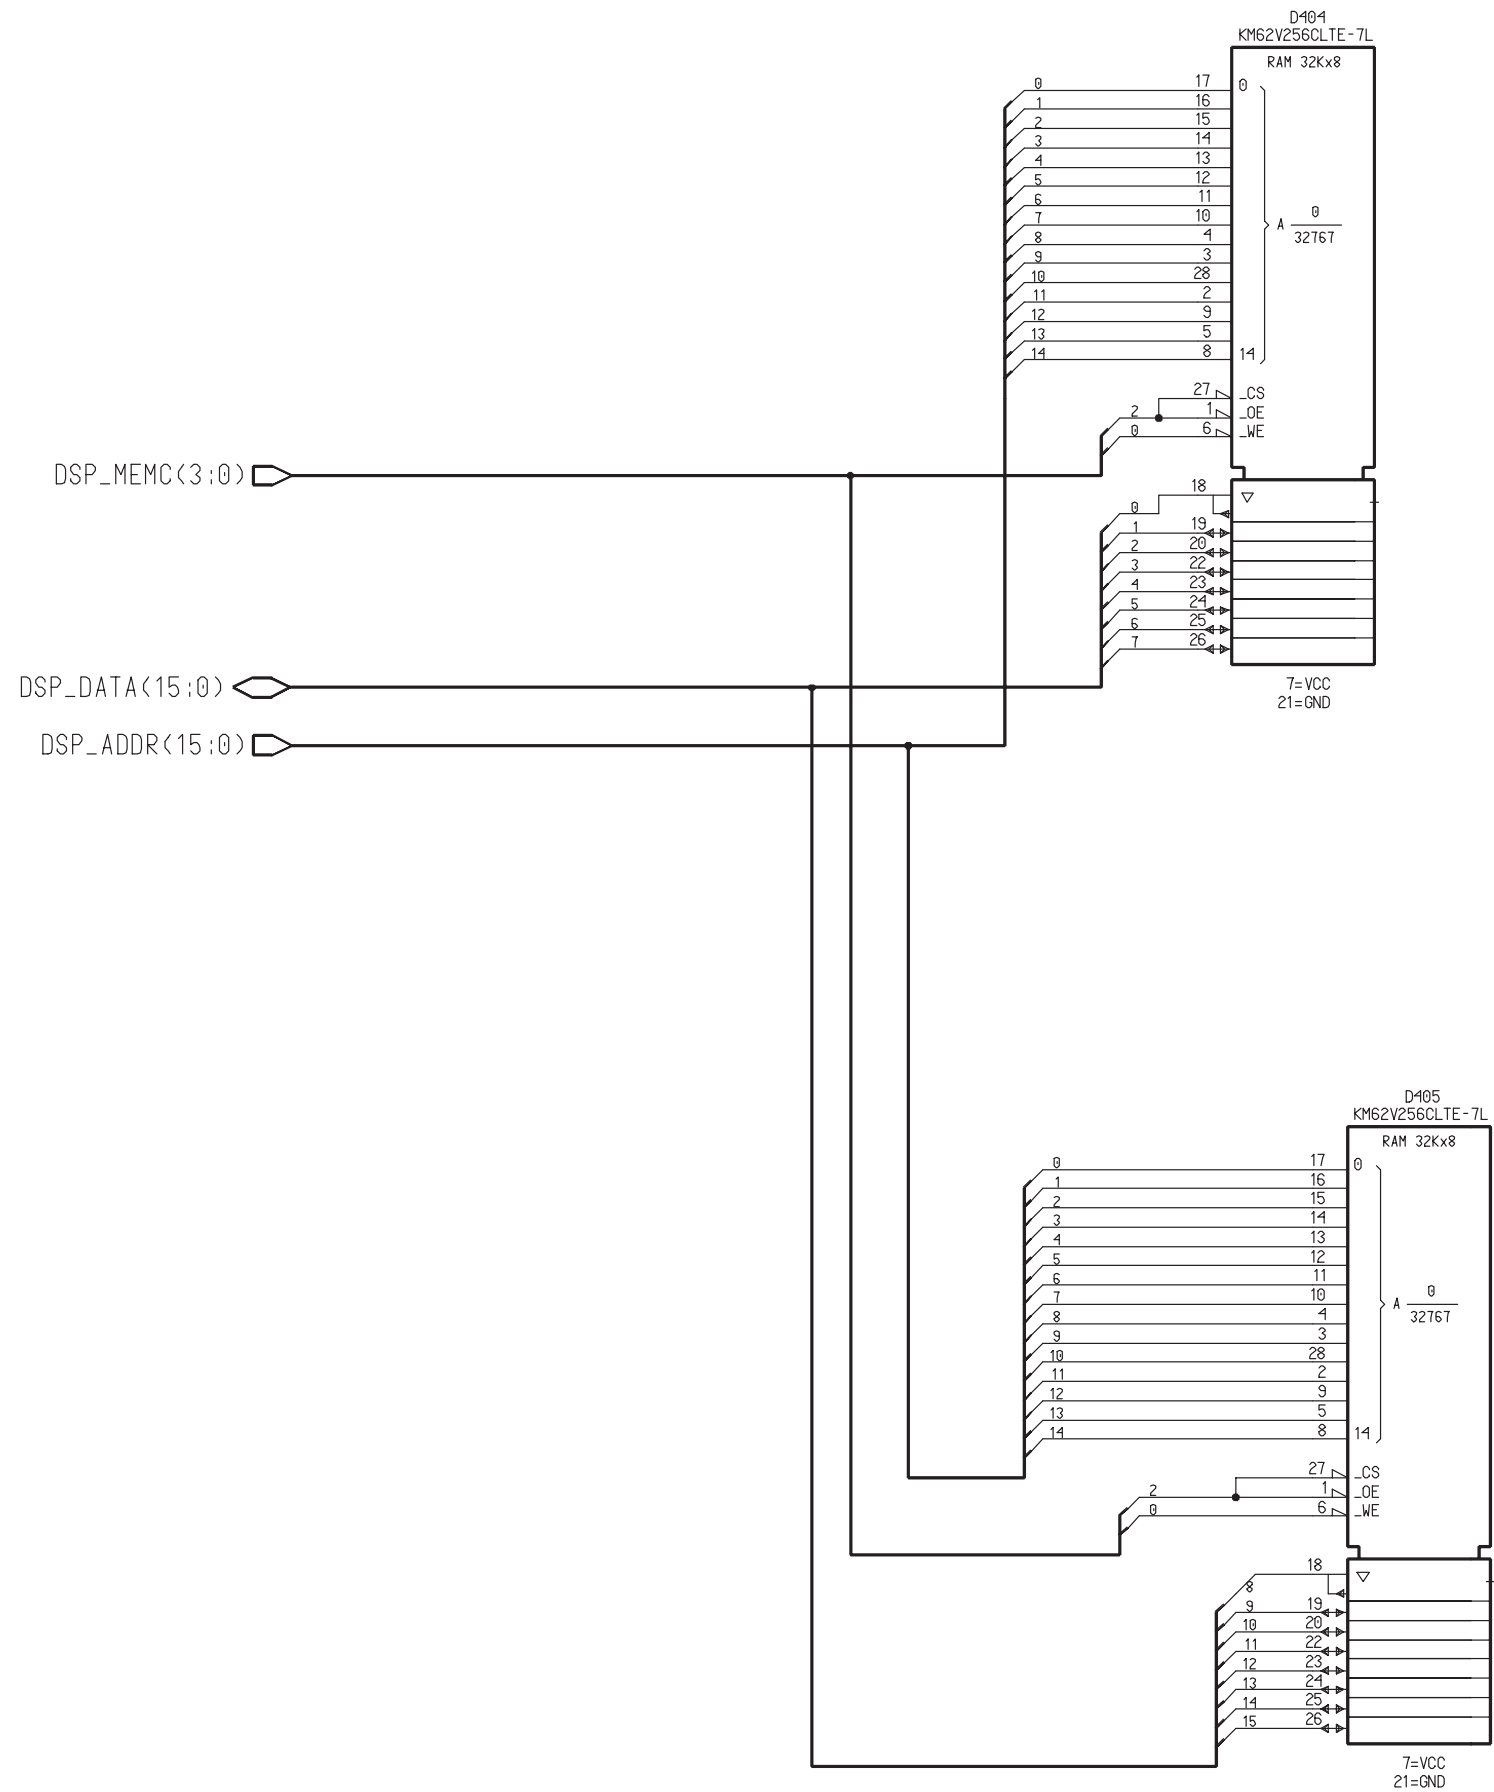 D404
KM62V256CLTE-7L
RAM 32Kx8
0 17 0
1 16
2 15
3 14
4 13
5 12
6 11
7 10
8 4
9 3
10 28
11 2
12 9
13 5
14 8 14
A 0
32767
27 _CS
2 1 _OE
0 6 _WE
DSP_MEMC(3:0)
18
0
1 19
2 20
3 22
4 23
5 24
6 25
7 26
DSP_DATA(15:0)
7=VCC
21=GND
DSP_ADDR(15:0)
D405
KM62V256CLTE-7L
RAM 32Kx8
0 17 0
1 16
2 15
3 14
4 13
5 12
6 11
7 10
8 4
9 3
10 28
11 2
12 9
13 5
14 8 14
A 0
32767
27 _CS
2 1 _OE
0 6 _WE
18
8
9 19
10 20
11 22
12 23
13 24
14 25
15 26
7=VCC
21=GND